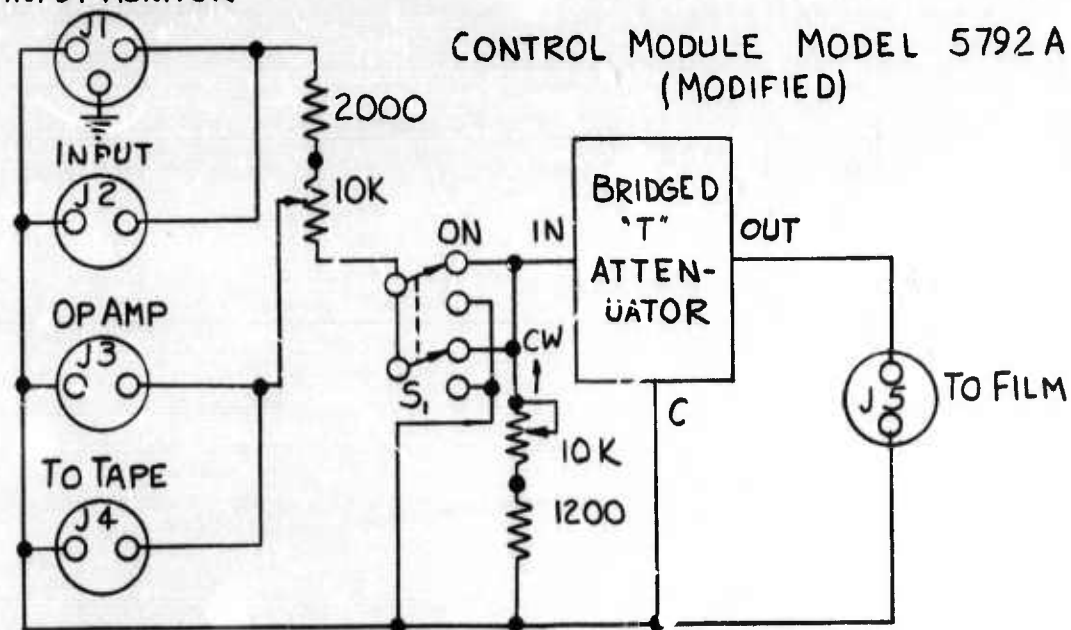 J1
CONTROL MODULE MODEL 5792 A
(MODIFIED)
2000
INPUT
J2
10K
ON
IN
BRIDGED
"T"
ATTEN-
UATOR
OUT
OP AMP
J3
CW
S1
C
J5
TO FILM
TO TAPE
J4
10K
1200